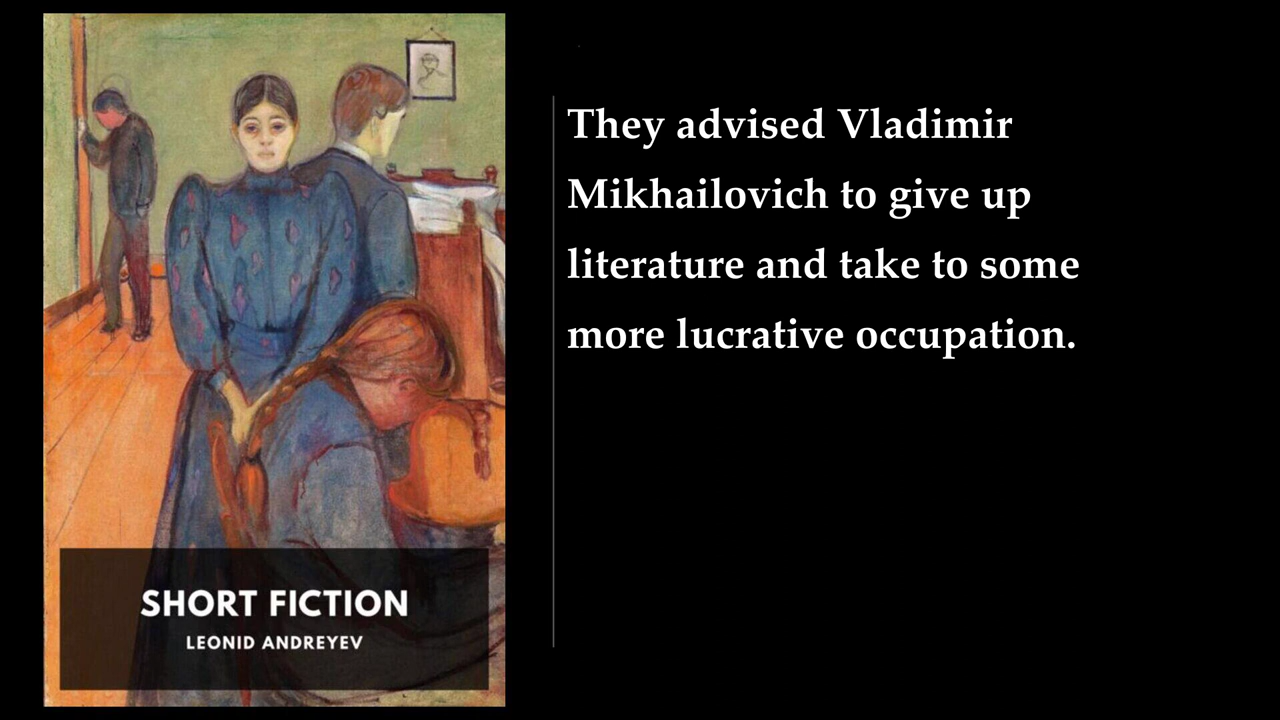 SHORT FICTION
LEONID ANDREYEV
They advised Vladimir
Mikhailovich to give up
literature and take to some
more lucrative occupation.